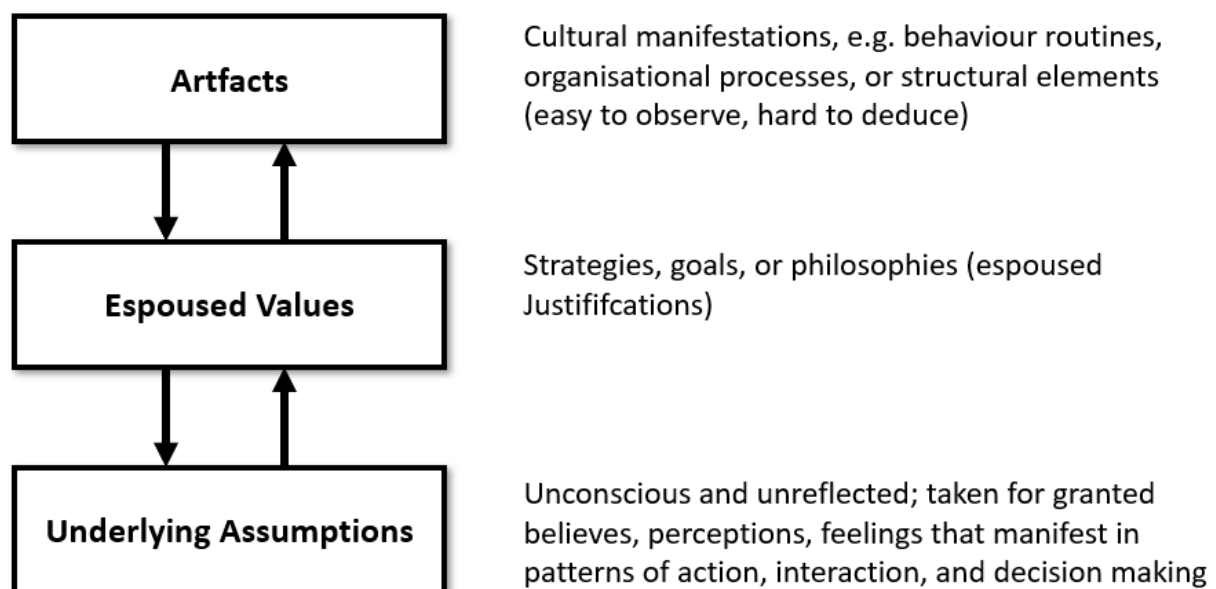 Artfacts
Cultural manifestations, e.g. behaviour routines,
organisational processes, or structural elements
(easy to observe, hard to deduce)
Espoused Values
Strategies, goals, or philosophies (espoused
Justififcations)
Underlying Assumptions
Unconscious and unreflected; taken for granted
believes, perceptions, feelings that manifest in
patterns of action, interaction, and decision making